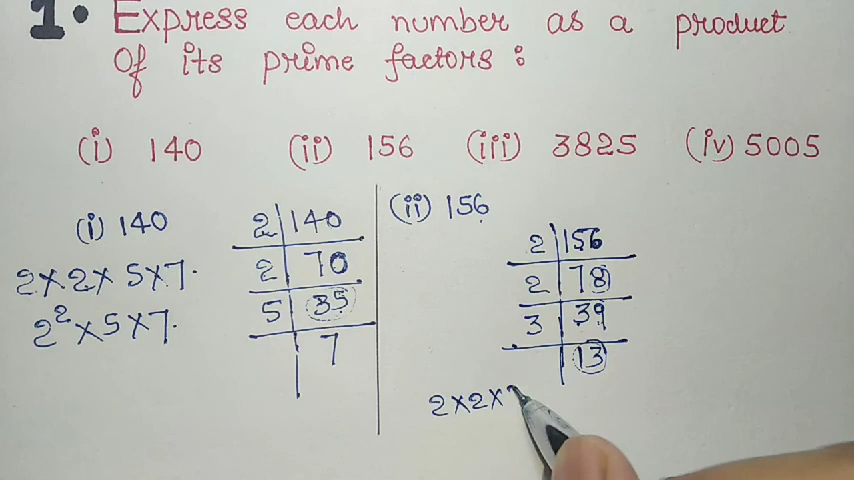 1. Express each number as a product
Of its prime factors :
(i) 140 (ii) 156 (iii) 3825 (iv) 5005
(i) 140
2×2×5×7.
2²×5×7.
2 | 140
2 | 70
5 | 35
| 7
(ii) 156
2 | 156
2 | 78
3 | 39
| 13
2×2×